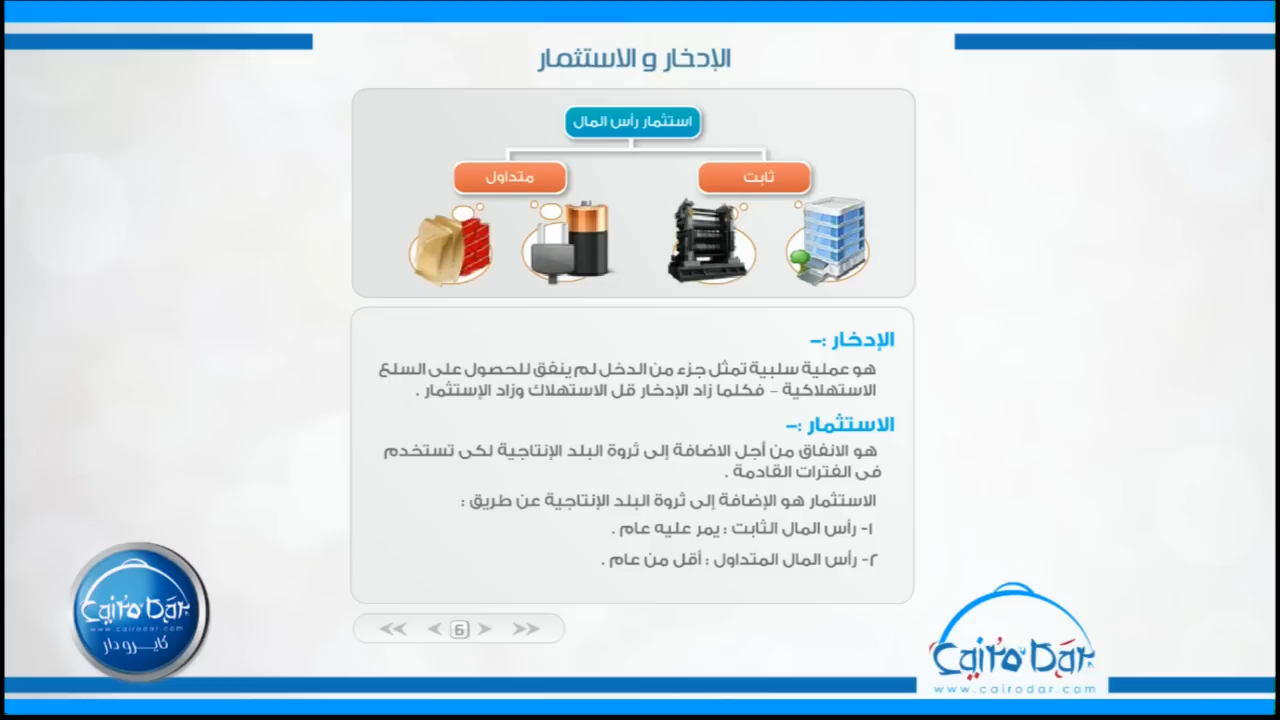 الإدخار و الاستثمار
استثمار رأس المال
ثابت
متداول
الإدخار :-
هو عملية سلبية تمثل جزء من الدخل لم ينفق للحصول على السلع
الاستهلاكية - فكلما زاد الإدخار قل الاستهلاك وزاد الإستثمار .
الاستثمار :-
هو الانفاق من أجل الاضافة إلى ثروة البلد الإنتاجية لكى تستخدم
فى الفترات القادمة .
الاستثمار هو الإضافة إلى ثروة البلد الإنتاجية عن طريق :
١- رأس المال الثابت : يمر عليه عام .
٢- رأس المال المتداول : أقل من عام .
6
Cairo Dar
www.cairodar.com
كايرو دار
Cairo Dar
www.cairodar.com